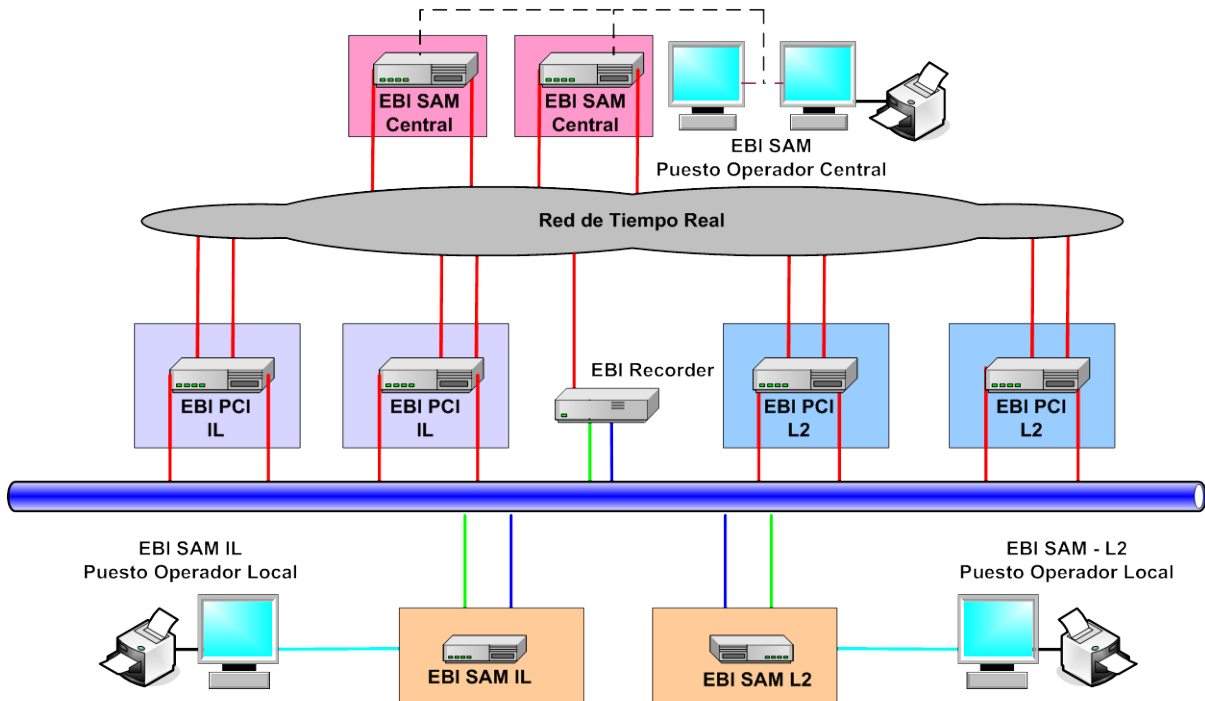 EBI SAM
Central
EBI SAM
Central
EBI SAM
Puesto Operador Central
Red de Tiempo Real
EBI PCI
IL
EBI PCI
IL
EBI Recorder
EBI PCI
L2
EBI PCI
L2
EBI SAM IL
Puesto Operador Local
EBI SAM - L2
Puesto Operador Local
EBI SAM IL
EBI SAM L2